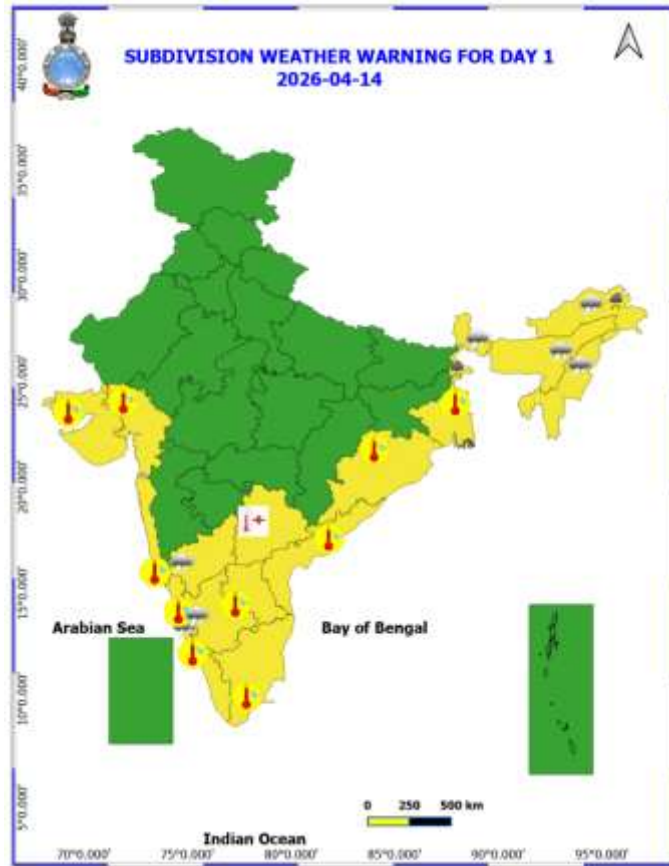 SUBDIVISION WEATHER WARNING FOR DAY 1
2026-04-14
40°0.000'
35°0.000'
30°0.000'
25°0.000'
20°0.000'
15°0.000'
10°0.000'
5°0.000'
Arabian Sea
Bay of Bengal
0 250 500 km
Indian Ocean
70°0.000' 75°0.000' 80°0.000' 85°0.000' 90°0.000' 95°0.000'